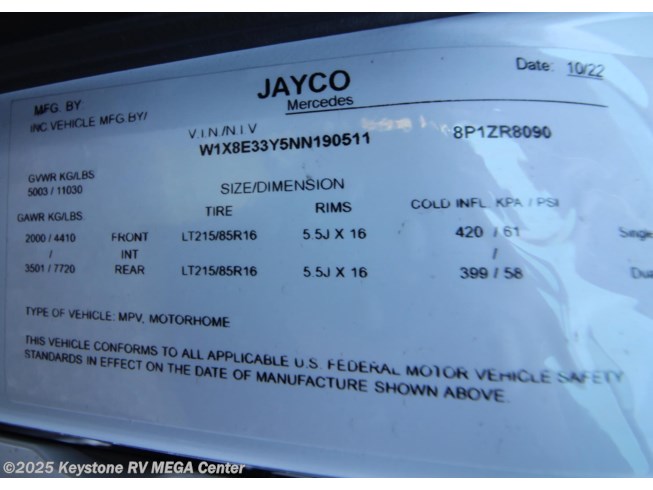 MFG. BY JAYCO Date: 10/22
INC.VEHICLE MFG BY/ Mercedes
V.I.N/N.I V
W1X8E33Y5NN190511 8P1ZR8090
GVWR KG/LBS
5003 / 11030 SIZE/DIMENSION
GAWR KG/LBS. TIRE RIMS COLD INFL. KPA / PSI
2000 / 4410 FRONT LT215/85R16 5.5J X 16 420 / 61 Single
/ INT /
3501 / 7720 REAR LT215/85R16 5.5J X 16 399 / 58 Dua
TYPE OF VEHICLE: MPV, MOTORHOME
THIS VEHICLE CONFORMS TO ALL APPLICABLE U.S. FEDERAL MOTOR VEHICLE SAFETY
STANDARDS IN EFFECT ON THE DATE OF MANUFACTURE SHOWN ABOVE.
©2025 Keystone RV MEGA Center